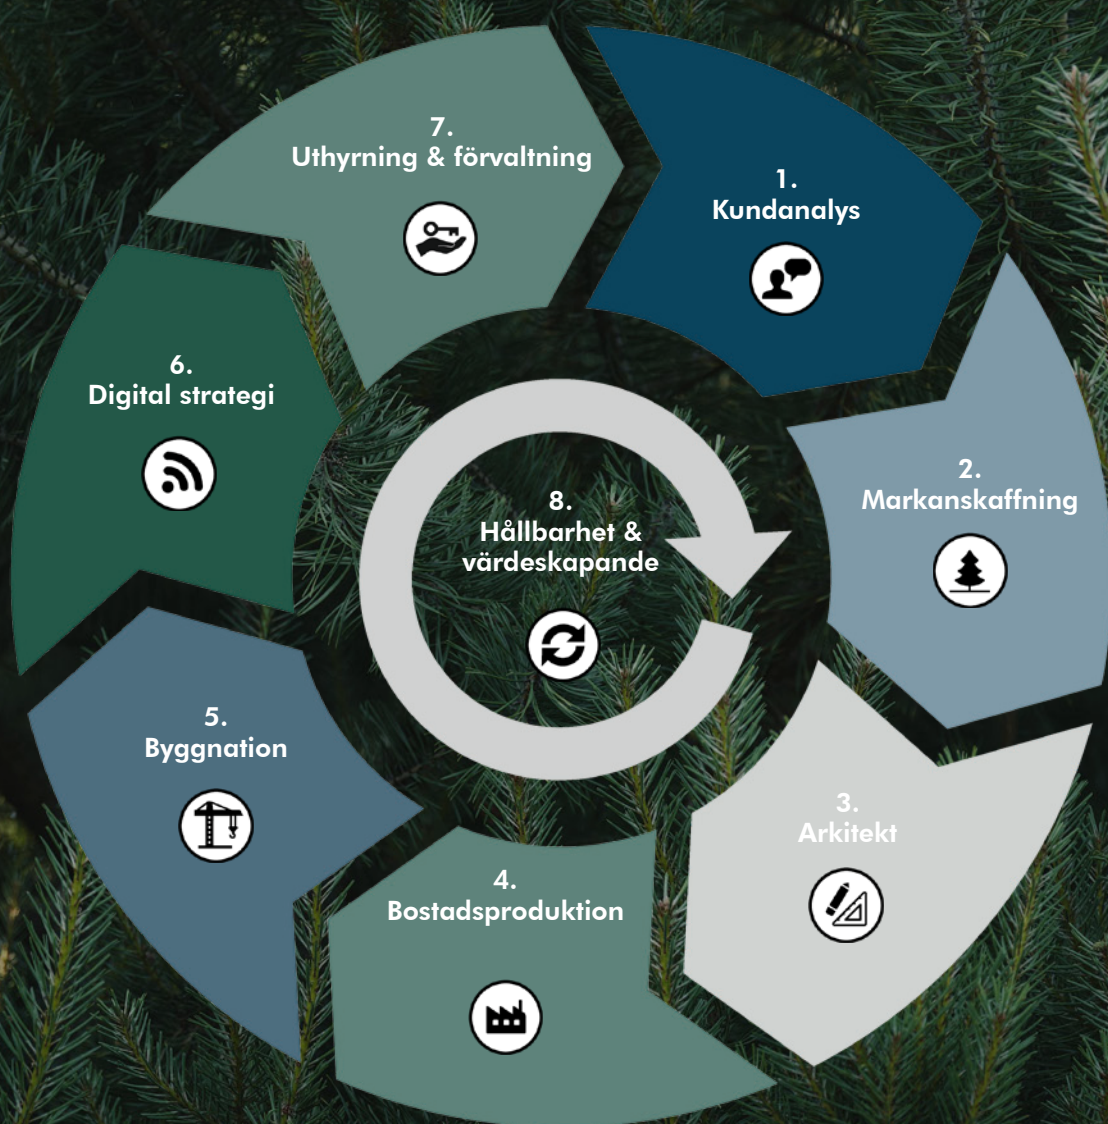 1.
Kundanalys
2.
Markanskaffning
3.
Arkitekt
4.
Bostadsproduktion
5.
Byggnation
6.
Digital strategi
7.
Uthyrning & förvaltning
8.
Hållbarhet &
värdeskapande